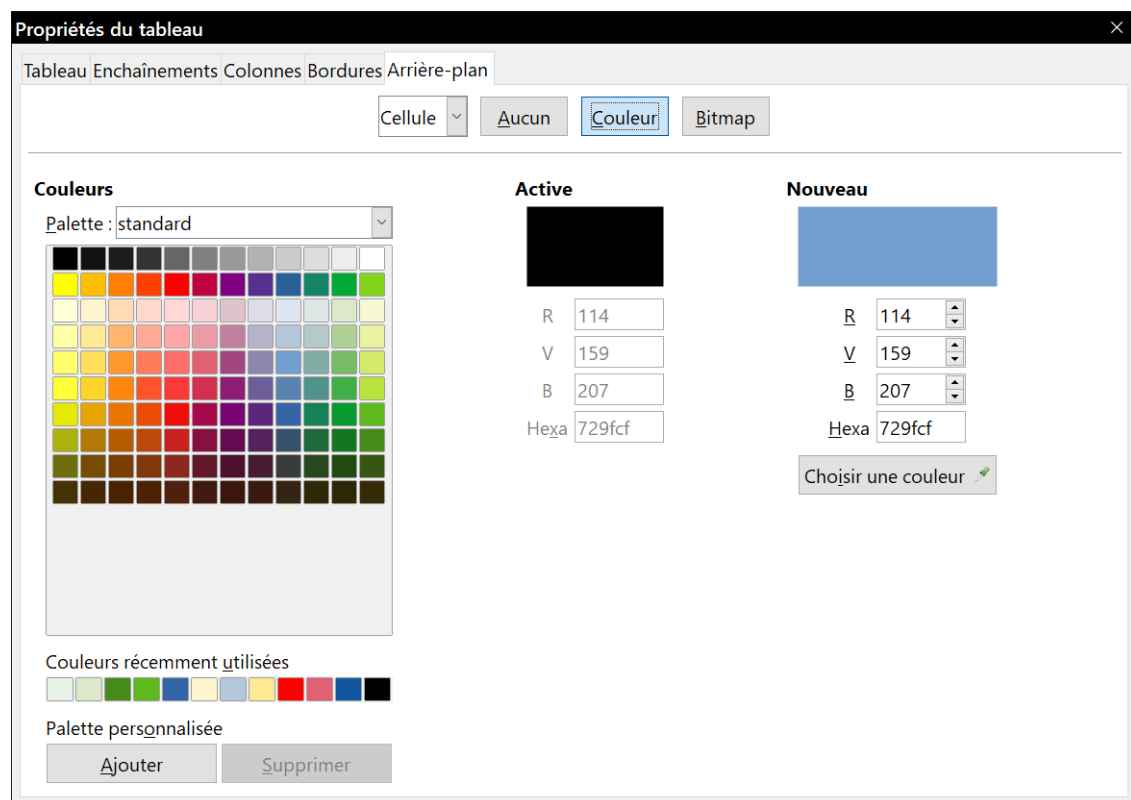 Propriétés du tableau
Tableau Enchaînements Colonnes Bordures Arrière-plan
Cellule Aucun Couleur Bitmap
Couleurs Active Nouveau
Palette : standard
R 114 R 114
V 159 V 159
B 207 B 207
Hexa 729fcf Hexa 729fcf
Choisir une couleur
Couleurs récemment utilisées
Palette personnalisée
Ajouter Supprimer